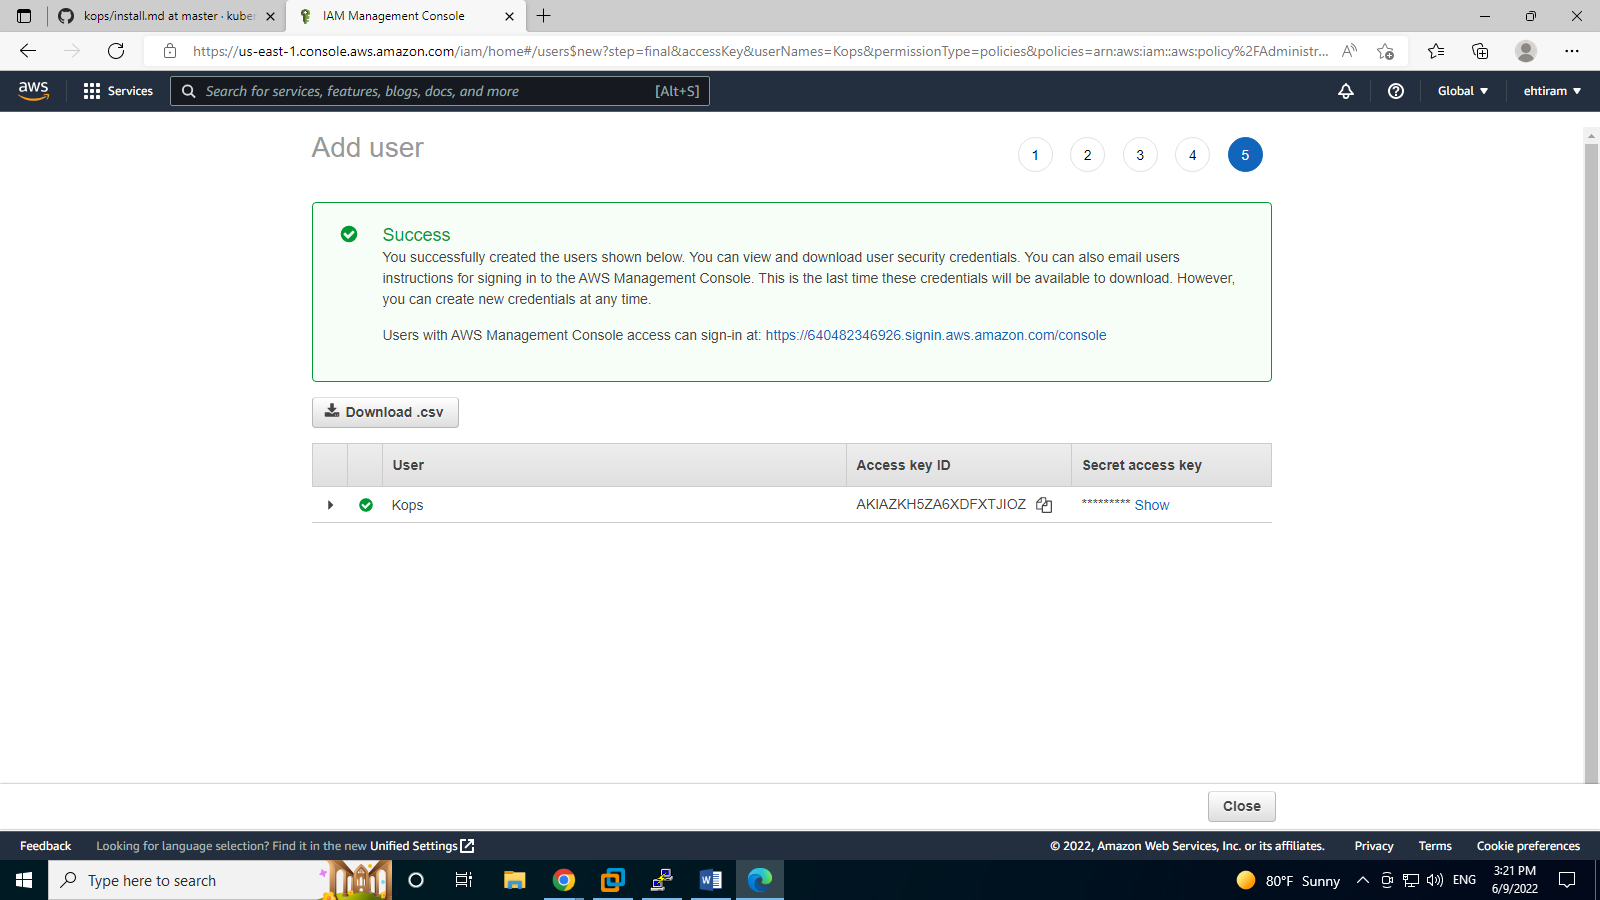 kops/install.md at master · kuber
IAM Management Console
https://us-east-1.console.aws.amazon.com/iam/home#/users$new?step=final&accessKey&userNames=Kops&permissionType=policies&policies=arn:aws:iam::aws:policy%2FAdministr...
aws
Services
Search for services, features, blogs, docs, and more
[Alt+S]
Global
ehtiram
Add user
1 2 3 4 5
Success
You successfully created the users shown below. You can view and download user security credentials. You can also email users
instructions for signing in to the AWS Management Console. This is the last time these credentials will be available to download. However,
you can create new credentials at any time.
Users with AWS Management Console access can sign-in at: https://640482346926.signin.aws.amazon.com/console
Download .csv
User Access key ID Secret access key
Kops AKIAZKH5ZA6XDFXTJIOZ ********* Show
Close
Feedback Looking for language selection? Find it in the new Unified Settings © 2022, Amazon Web Services, Inc. or its affiliates. Privacy Terms Cookie preferences
Type here to search
80°F Sunny
ENG
3:21 PM
6/9/2022